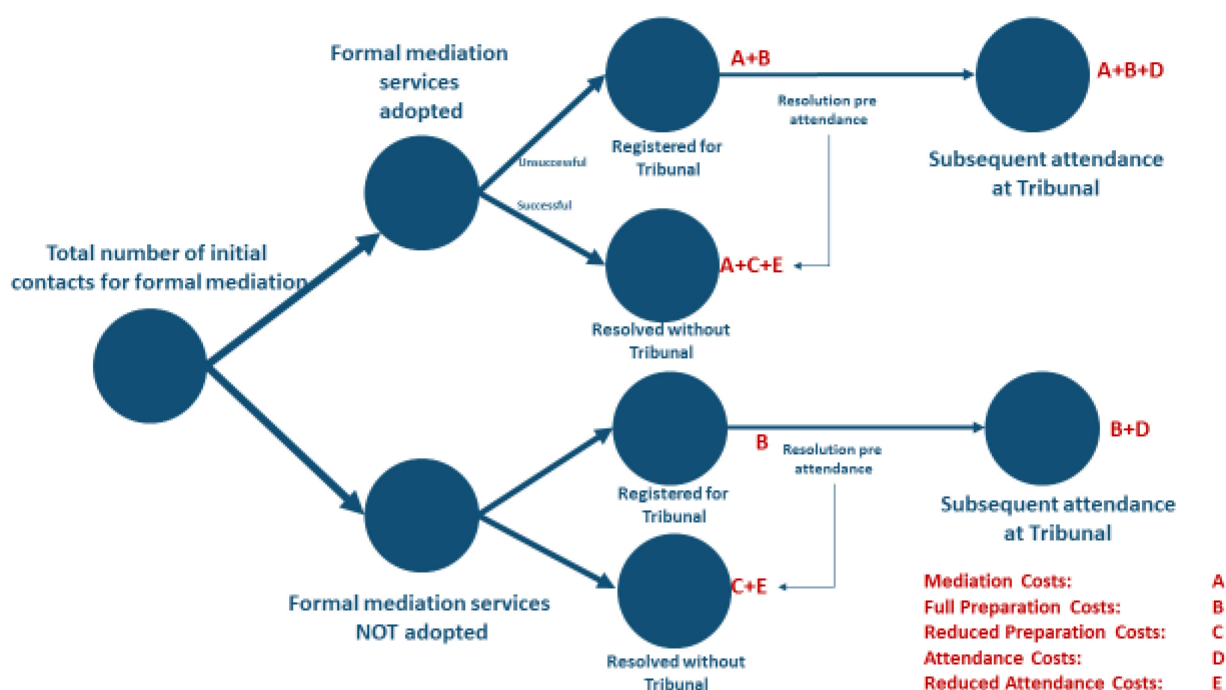 Formal mediation
services
adopted
A+B
A+B+D
Resolution pre
attendance
Unsuccessful
Registered for
Tribunal
Subsequent attendance
at Tribunal
Successful
Total number of initial
contacts for formal mediation
A+C+E
Resolved without
Tribunal
B
B+D
Resolution pre
attendance
Registered for
Tribunal
Subsequent attendance
at Tribunal
C+E
Formal mediation services
NOT adopted
Resolved without
Tribunal
Mediation Costs: A
Full Preparation Costs: B
Reduced Preparation Costs: C
Attendance Costs: D
Reduced Attendance Costs: E